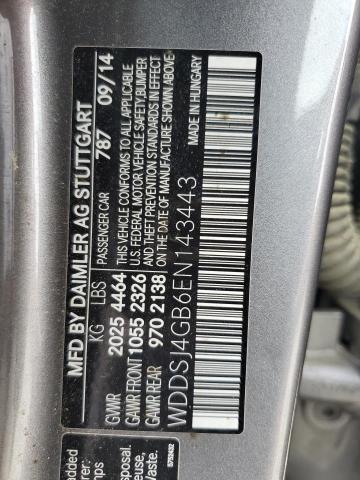 MFD BY DAIMLER AG STUTTGART
PASSENGER CAR 787 09/14
KG LBS
GVWR 2025 4464
GAWR FRONT 1055 2326
GAWR REAR 970 2138
THIS VEHICLE CONFORMS TO ALL APPLICABLE
U.S. FEDERAL MOTOR VEHICLE SAFETY, BUMPER
AND THEFT PREVENTION STANDARDS IN EFFECT
ON THE DATE OF MANUFACTURE SHOWN ABOVE
MADE IN HUNGARY
WDDSJ4GB6EN143443
5752432